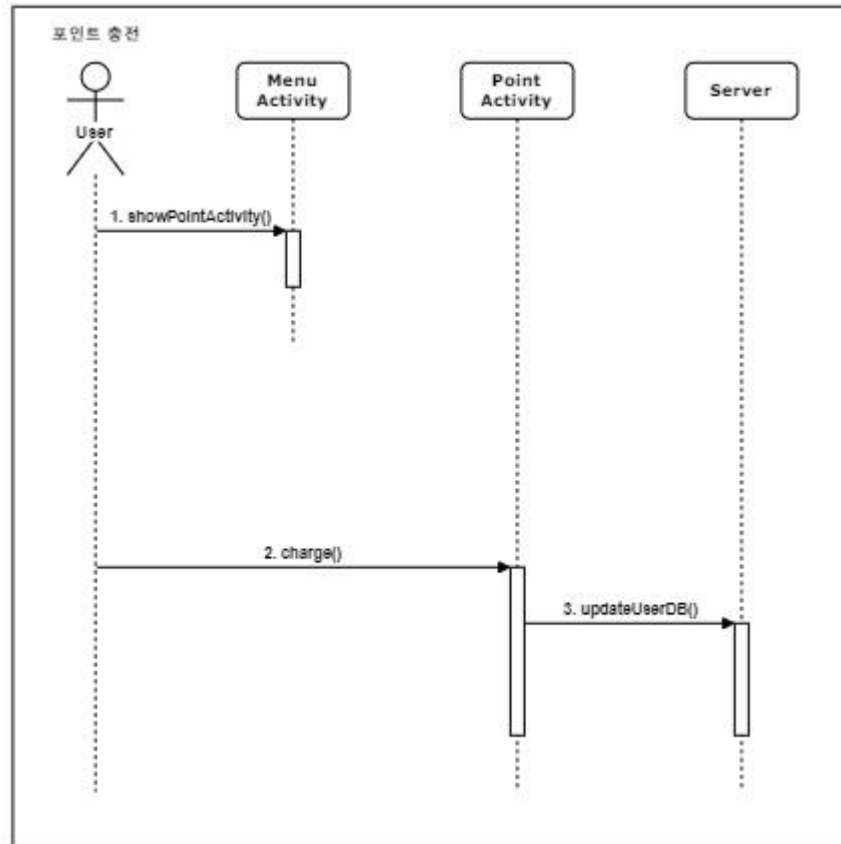 포인트 충전
Menu
Activity
Point
Activity
Server
User
1. showPointActivity()
2. charge()
3. updateUserDB()